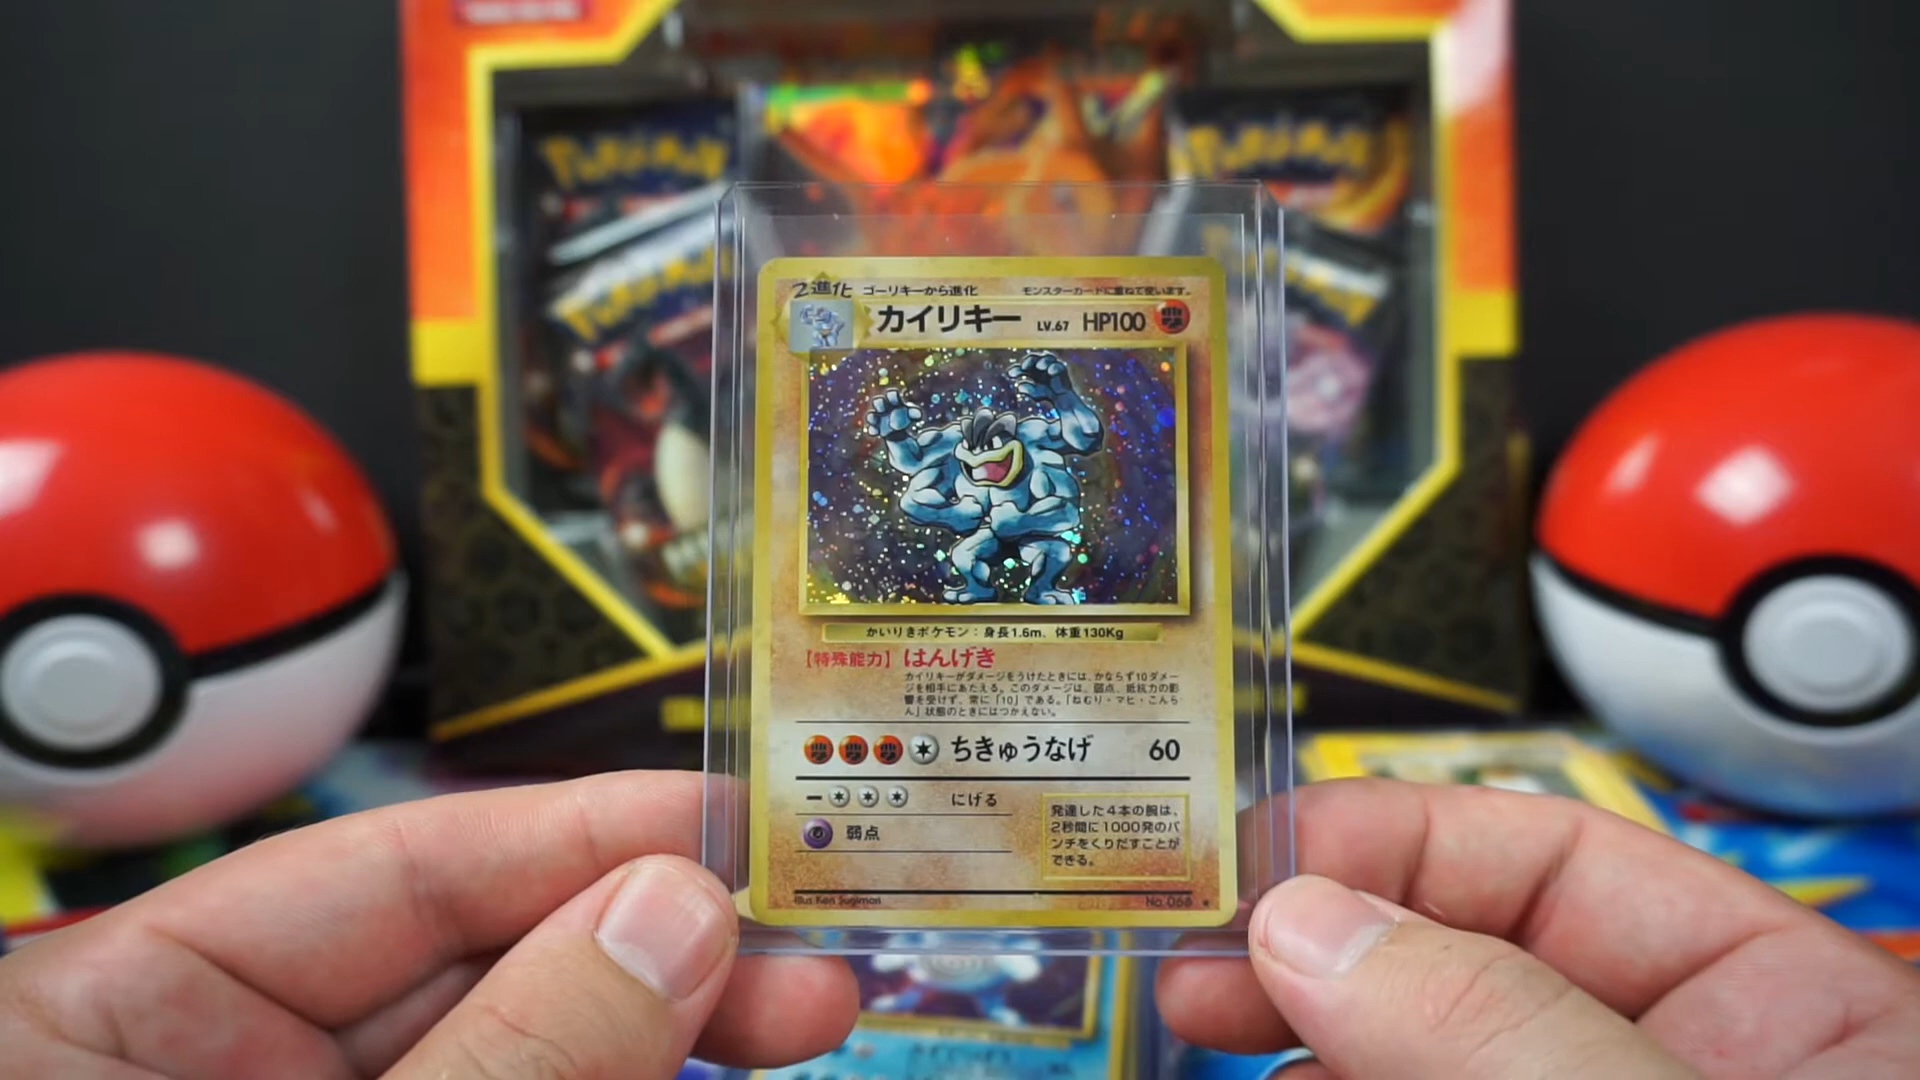 Pokémon
Pokémon
2進化 ゴーリキーから進化 モンスターカードに重ねて使います。
カイリキー LV.67 HP100
かいりきポケモン：身長1.6m、体重130Kg
【特殊能力】はんげき
カイリキーがダメージをうけたときには、かならず10ダメー
ジを相手にあたえる。このダメージは、弱点、抵抗力の影
響を受けず、常に「10」である。「ねむり・マヒ・こんら
ん」状態のときにはつかえない。
ちきゅうなげ 60
にげる
弱点
発達した4本の腕は、
2秒間に1000発のパ
ンチをくりだすことが
できる。
Illus Ken Sugimori No.068